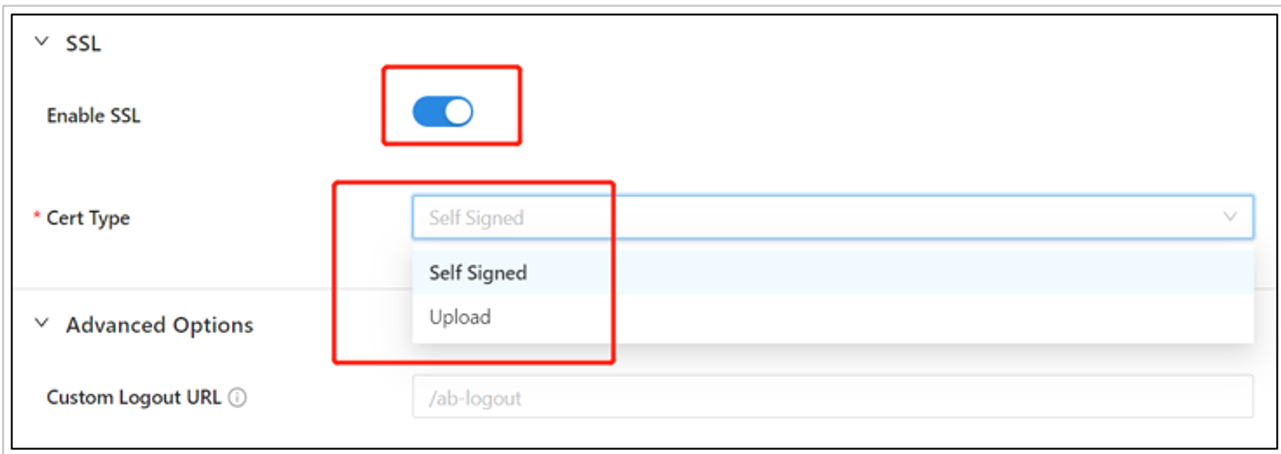 SSL
Enable SSL
* Cert Type
Self Signed
Self Signed
Upload
Advanced Options
Custom Logout URL
/ab-logout